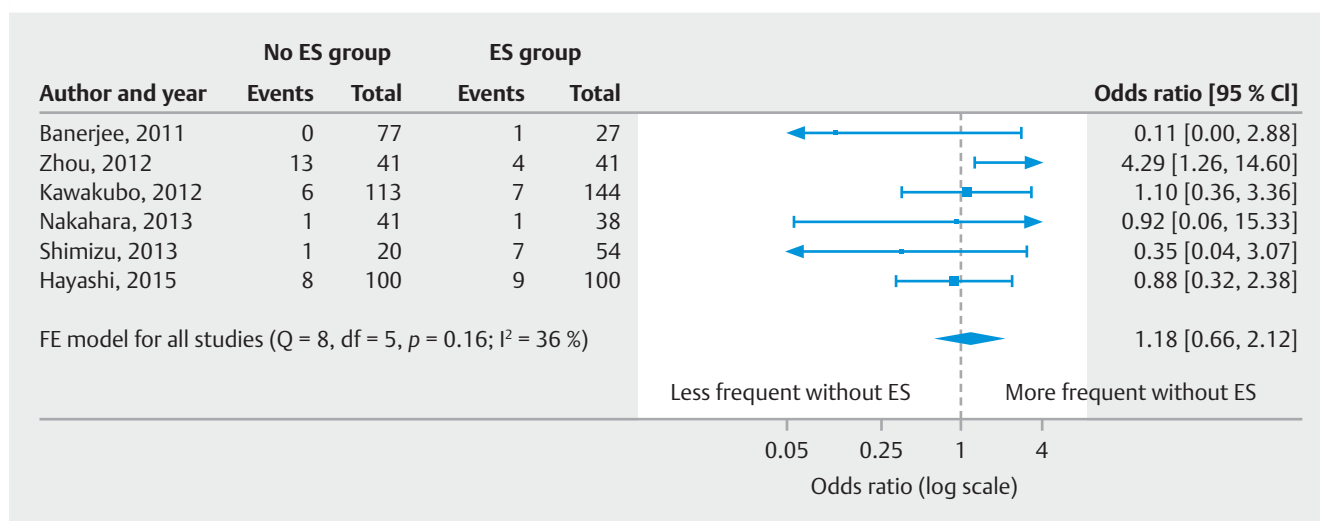 No ES group ES group
Author and year Events Total Events Total Odds ratio [95 % CI]
Banerjee, 2011 0 77 1 27 0.11 [0.00, 2.88]
Zhou, 2012 13 41 4 41 4.29 [1.26, 14.60]
Kawakubo, 2012 6 113 7 144 1.10 [0.36, 3.36]
Nakahara, 2013 1 41 1 38 0.92 [0.06, 15.33]
Shimizu, 2013 1 20 7 54 0.35 [0.04, 3.07]
Hayashi, 2015 8 100 9 100 0.88 [0.32, 2.38]
FE model for all studies (Q = 8, df = 5, p = 0.16; I² = 36 %) 1.18 [0.66, 2.12]
Less frequent without ES More frequent without ES
0.05 0.25 1 4
Odds ratio (log scale)